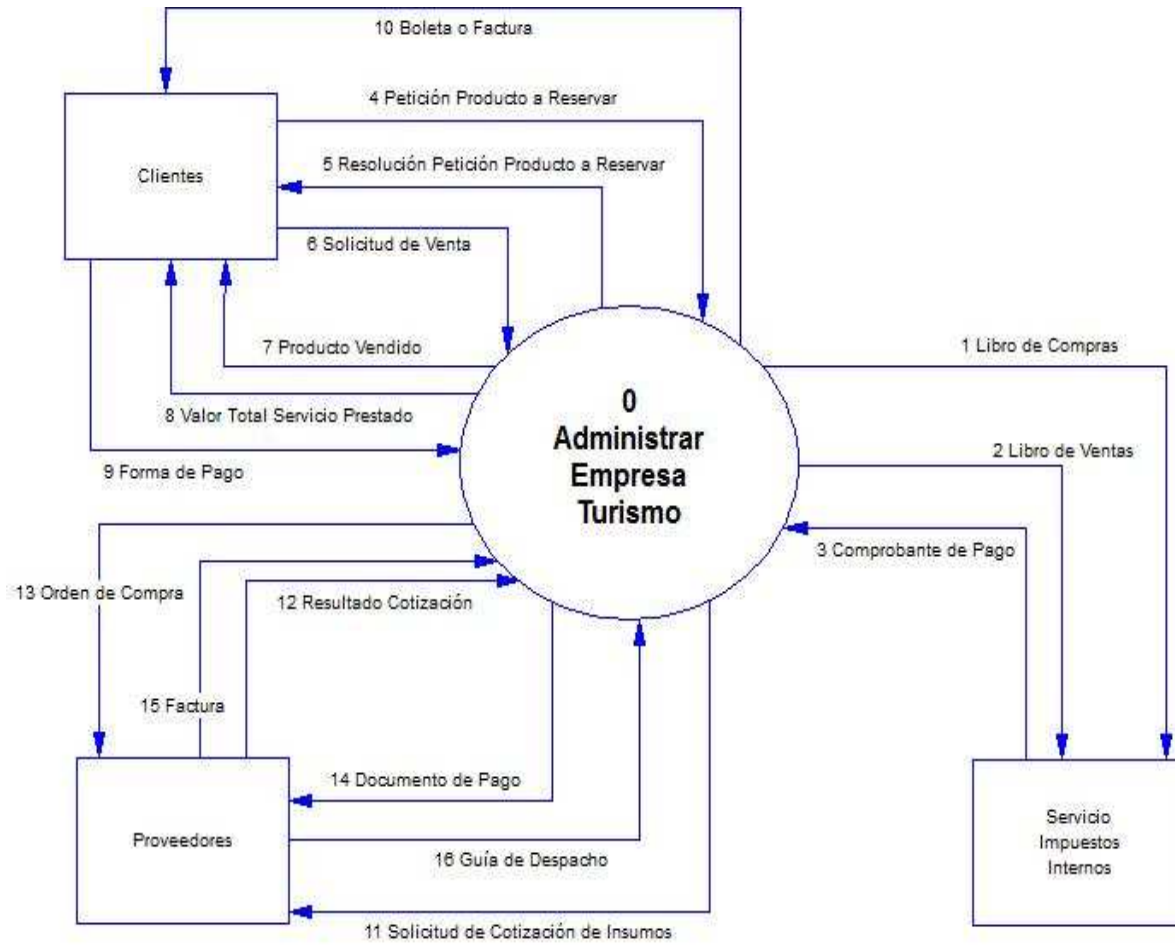 10 Boleta o Factura
4 Petición Producto a Reservar
Clientes
5 Resolución Petición Producto a Reservar
6 Solicitud de Venta
7 Producto Vendido
1 Libro de Compras
8 Valor Total Servicio Prestado
0
Administrar
Empresa
Turismo
2 Libro de Ventas
9 Forma de Pago
3 Comprobante de Pago
13 Orden de Compra
12 Resultado Cotización
15 Factura
14 Documento de Pago
Proveedores
16 Guía de Despacho
Servicio
Impuestos
Internos
11 Solicitud de Cotización de Insumos